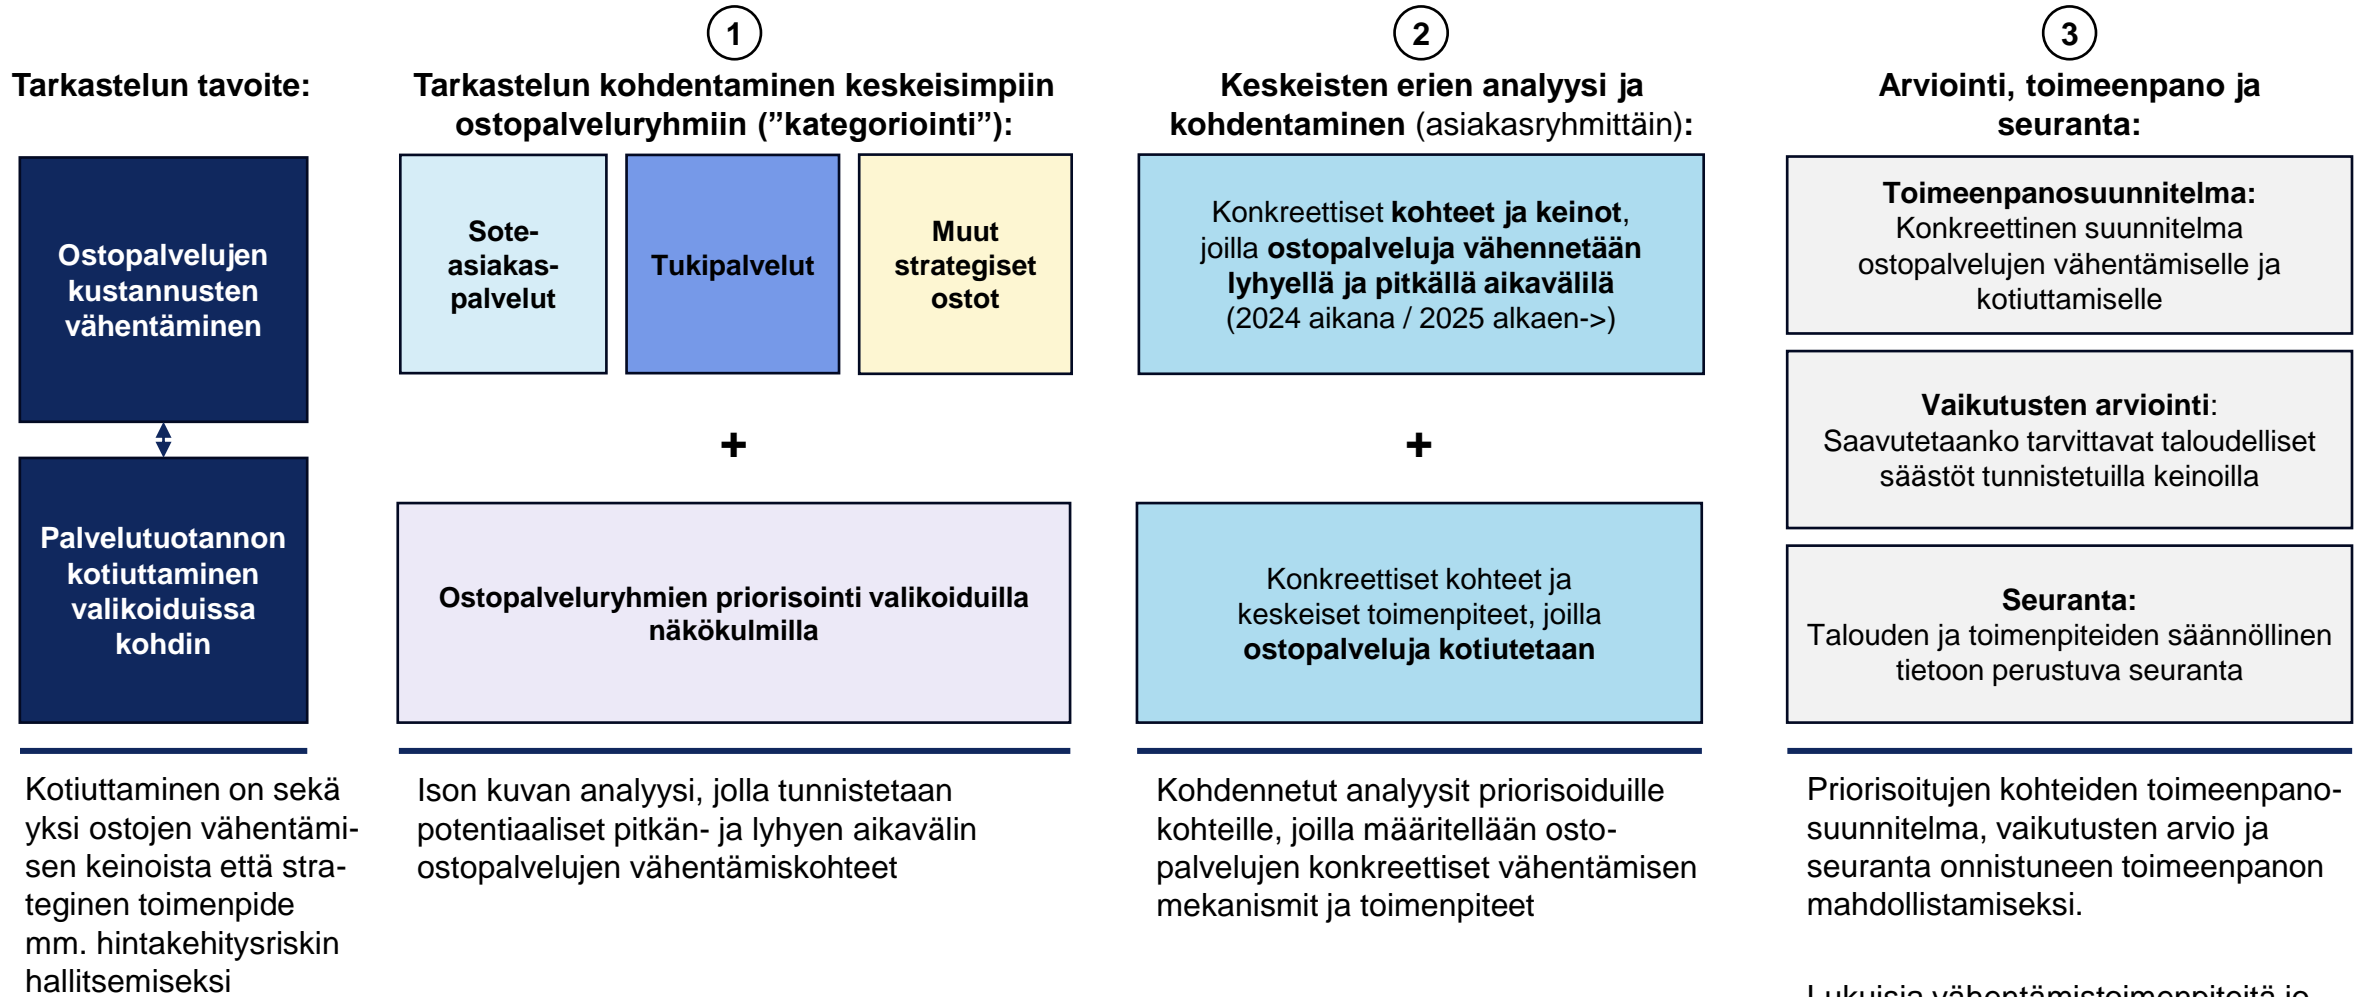 Tarkastelun tavoite:
Ostopalvelujen
kustannusten
vähentäminen
Palvelutuotannon
kotiuttaminen
valikoiduissa
kohdin
Kotiuttaminen on sekä
yksi ostojen vähentämi-
sen keinoista että stra-
teginen toimenpide
mm. hintakehitysriskin
hallitsemiseksi
1
Tarkastelun kohdentaminen keskeisimpiin
ostopalveluryhmiin (”kategoriointi”):
Sote-
asiakas-
palvelut
Tukipalvelut
Muut
strategiset
ostot
+
Ostopalveluryhmien priorisointi valikoiduilla
näkökulmilla
Ison kuvan analyysi, jolla tunnistetaan
potentiaaliset pitkän- ja lyhyen aikavälin
ostopalvelujen vähentämiskohteet
2
Keskeisten erien analyysi ja
kohdentaminen (asiakasryhmittäin):
Konkreettiset kohteet ja keinot,
joilla ostopalveluja vähennetään
lyhyellä ja pitkällä aikavälilä
(2024 aikana / 2025 alkaen->)
+
Konkreettiset kohteet ja
keskeiset toimenpiteet, joilla
ostopalveluja kotiutetaan
Kohdennetut analyysit priorisoiduille
kohteille, joilla määritellään osto-
palvelujen konkreettiset vähentämisen
mekanismit ja toimenpiteet
3
Arviointi, toimeenpano ja
seuranta:
Toimeenpanosuunnitelma:
Konkreettinen suunnitelma
ostopalvelujen vähentämiselle ja
kotiuttamiselle
Vaikutusten arviointi:
Saavutetaanko tarvittavat taloudelliset
säästöt tunnistetuilla keinoilla
Seuranta:
Talouden ja toimenpiteiden säännöllinen
tietoon perustuva seuranta
Priorisoitujen kohteiden toimeenpano-
suunnitelma, vaikutusten arvio ja
seuranta onnistuneen toimeenpanon
mahdollistamiseksi.
Lukuisia vähentämistoimenpiteitä jo